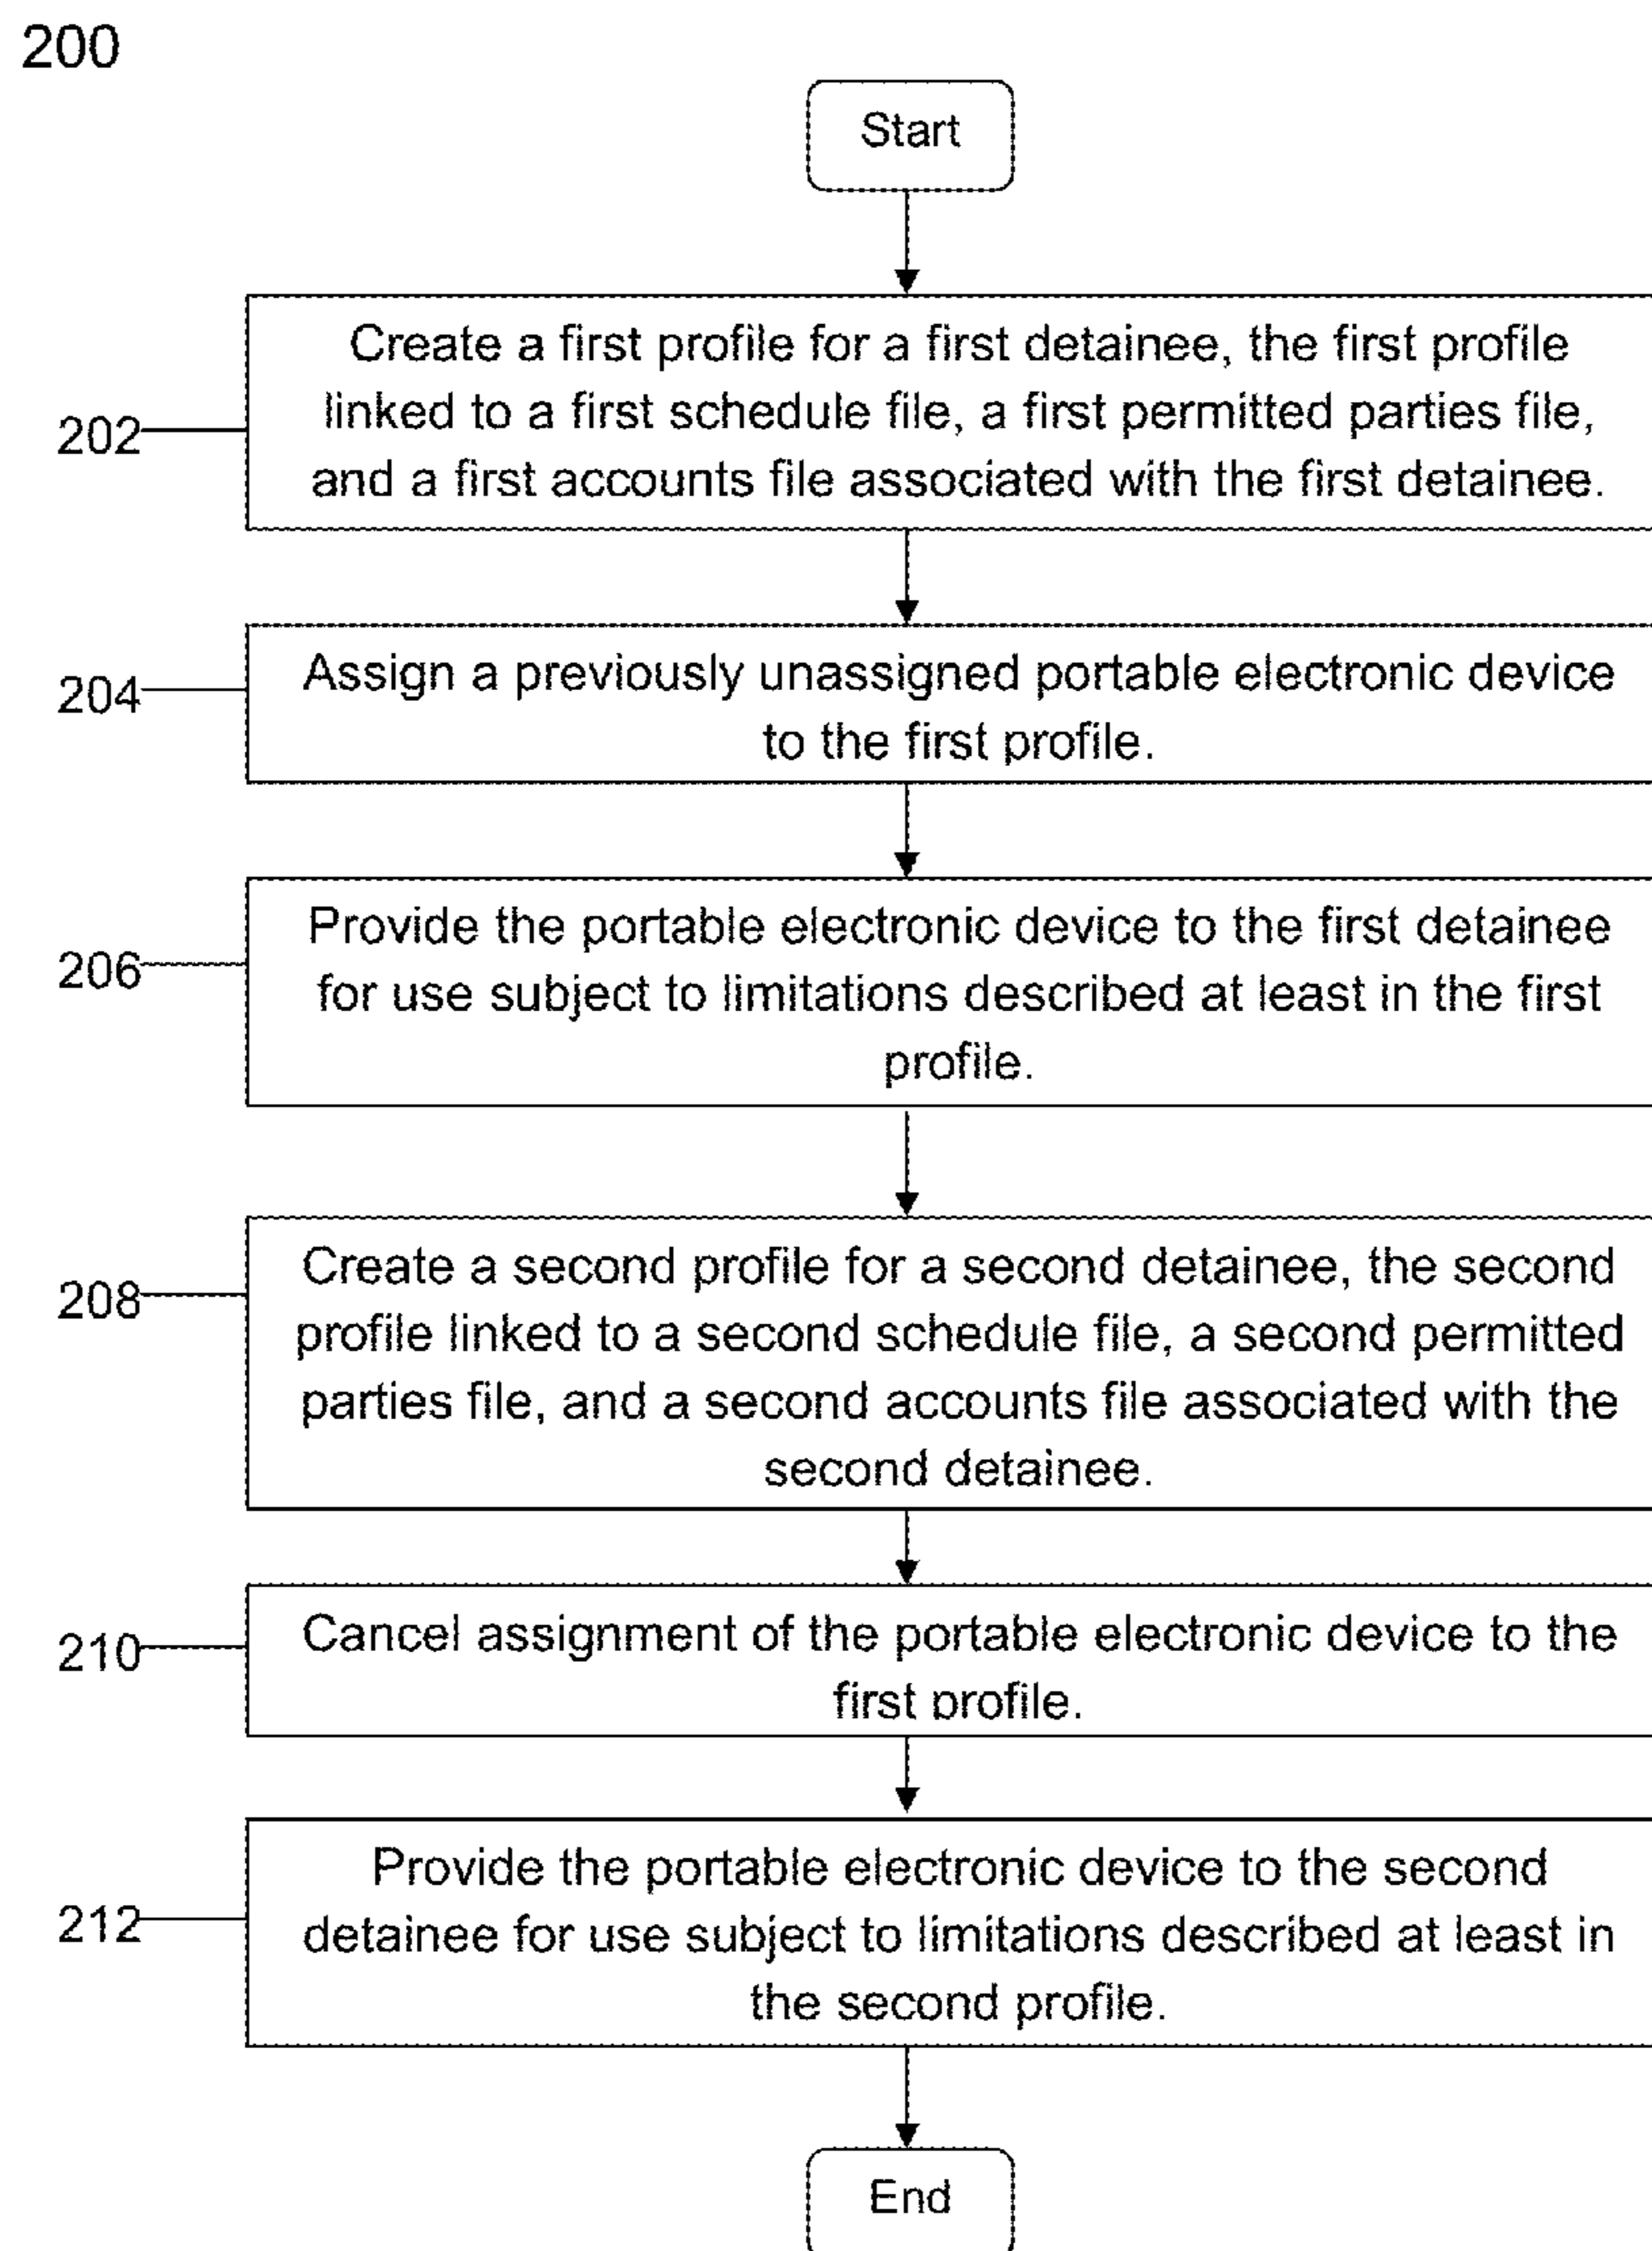 200
Start
202
Create a first profile for a first detainee, the first profile
linked to a first schedule file, a first permitted parties file,
and a first accounts file associated with the first detainee.
204
Assign a previously unassigned portable electronic device
to the first profile.
206
Provide the portable electronic device to the first detainee
for use subject to limitations described at least in the first
profile.
208
Create a second profile for a second detainee, the second
profile linked to a second schedule file, a second permitted
parties file, and a second accounts file associated with the
second detainee.
210
Cancel assignment of the portable electronic device to the
first profile.
212
Provide the portable electronic device to the second
detainee for use subject to limitations described at least in
the second profile.
End